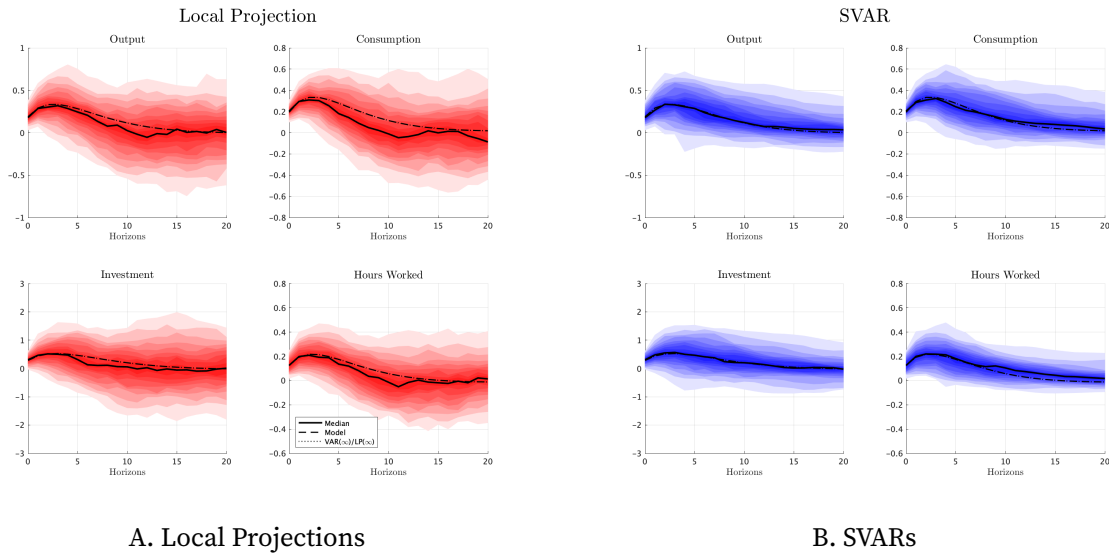 Local Projection
Output
1
0.5
0
−0.5
−1
0 5 10 15 20
Horizons
Consumption
0.8
0.6
0.4
0.2
0
−0.2
−0.4
−0.6
−0.8
0 5 10 15 20
Horizons
Investment
3
2
1
0
−1
−2
−3
0 5 10 15 20
Horizons
Hours Worked
0.8
0.6
0.4
0.2
0
−0.2
−0.4
−0.6
Median
Model
VAR(∞)/LP(∞)
0 5 10 15 20
Horizons
A. Local Projections
SVAR
Output
1
0.5
0
−0.5
−1
0 5 10 15 20
Horizons
Consumption
0.8
0.6
0.4
0.2
0
−0.2
−0.4
−0.6
−0.8
0 5 10 15 20
Horizons
Investment
3
2
1
0
−1
−2
−3
0 5 10 15 20
Horizons
Hours Worked
0.8
0.6
0.4
0.2
0
−0.2
−0.4
−0.6
0 5 10 15 20
Horizons
B. SVARs